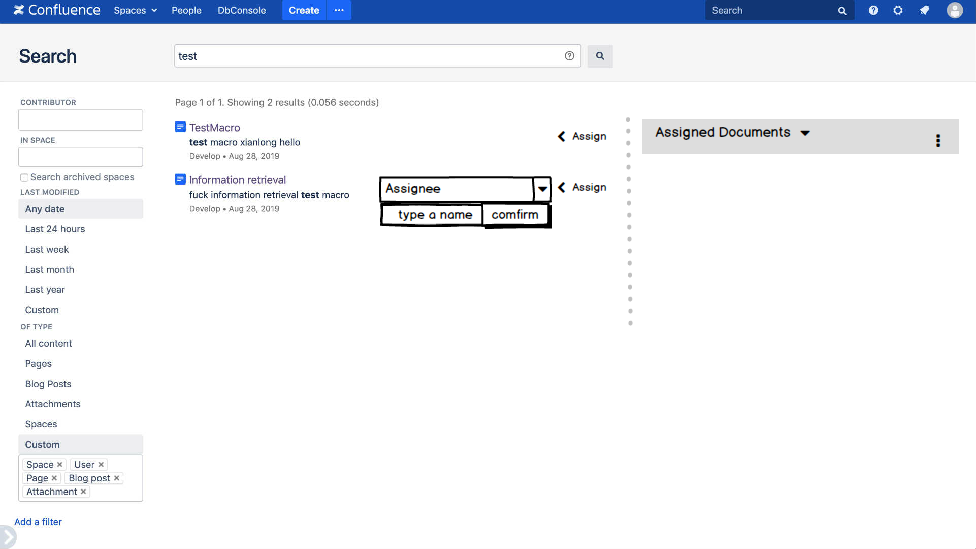 Confluence Spaces People DbConsole Create ··· Search
Search
test
CONTRIBUTOR
IN SPACE
Search archived spaces
LAST MODIFIED
Any date
Last 24 hours
Last week
Last month
Last year
Custom
OF TYPE
All content
Pages
Blog Posts
Attachments
Spaces
Custom
Space × User ×
Page × Blog post ×
Attachment ×
Add a filter
Page 1 of 1. Showing 2 results (0.056 seconds)
TestMacro
test macro xianlong hello
Develop • Aug 28, 2019
Assign
Information retrieval
fuck information retrieval test macro
Develop • Aug 28, 2019
Assignee
type a name comfirm
Assign
Assigned Documents